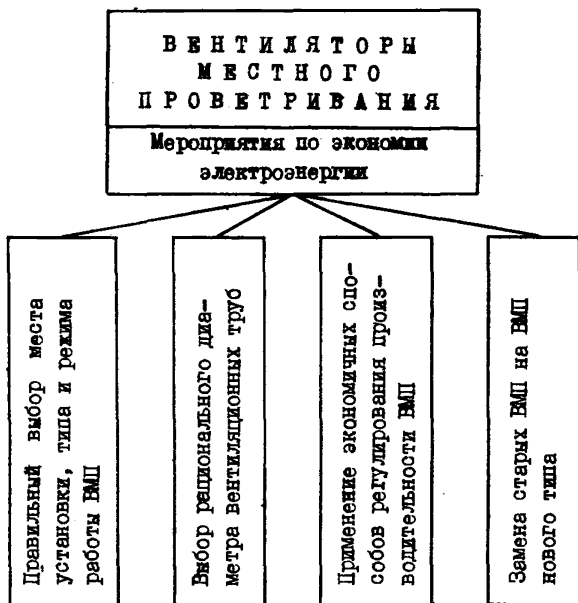 ВЕНТИЛЯТОРЫ
МЕСТНОГО
ПРОВЕТРИВАНИЯ
Мероприятия по экономии
электроэнергии
Правильный выбор места
установки, типа и режима
работы ВМП
Выбор рационального диа-
метра вентиляционных труб
Применение экономичных спо-
собов регулирования произ-
водительности ВМП
Замена старых ВМП на ВМП
нового типа